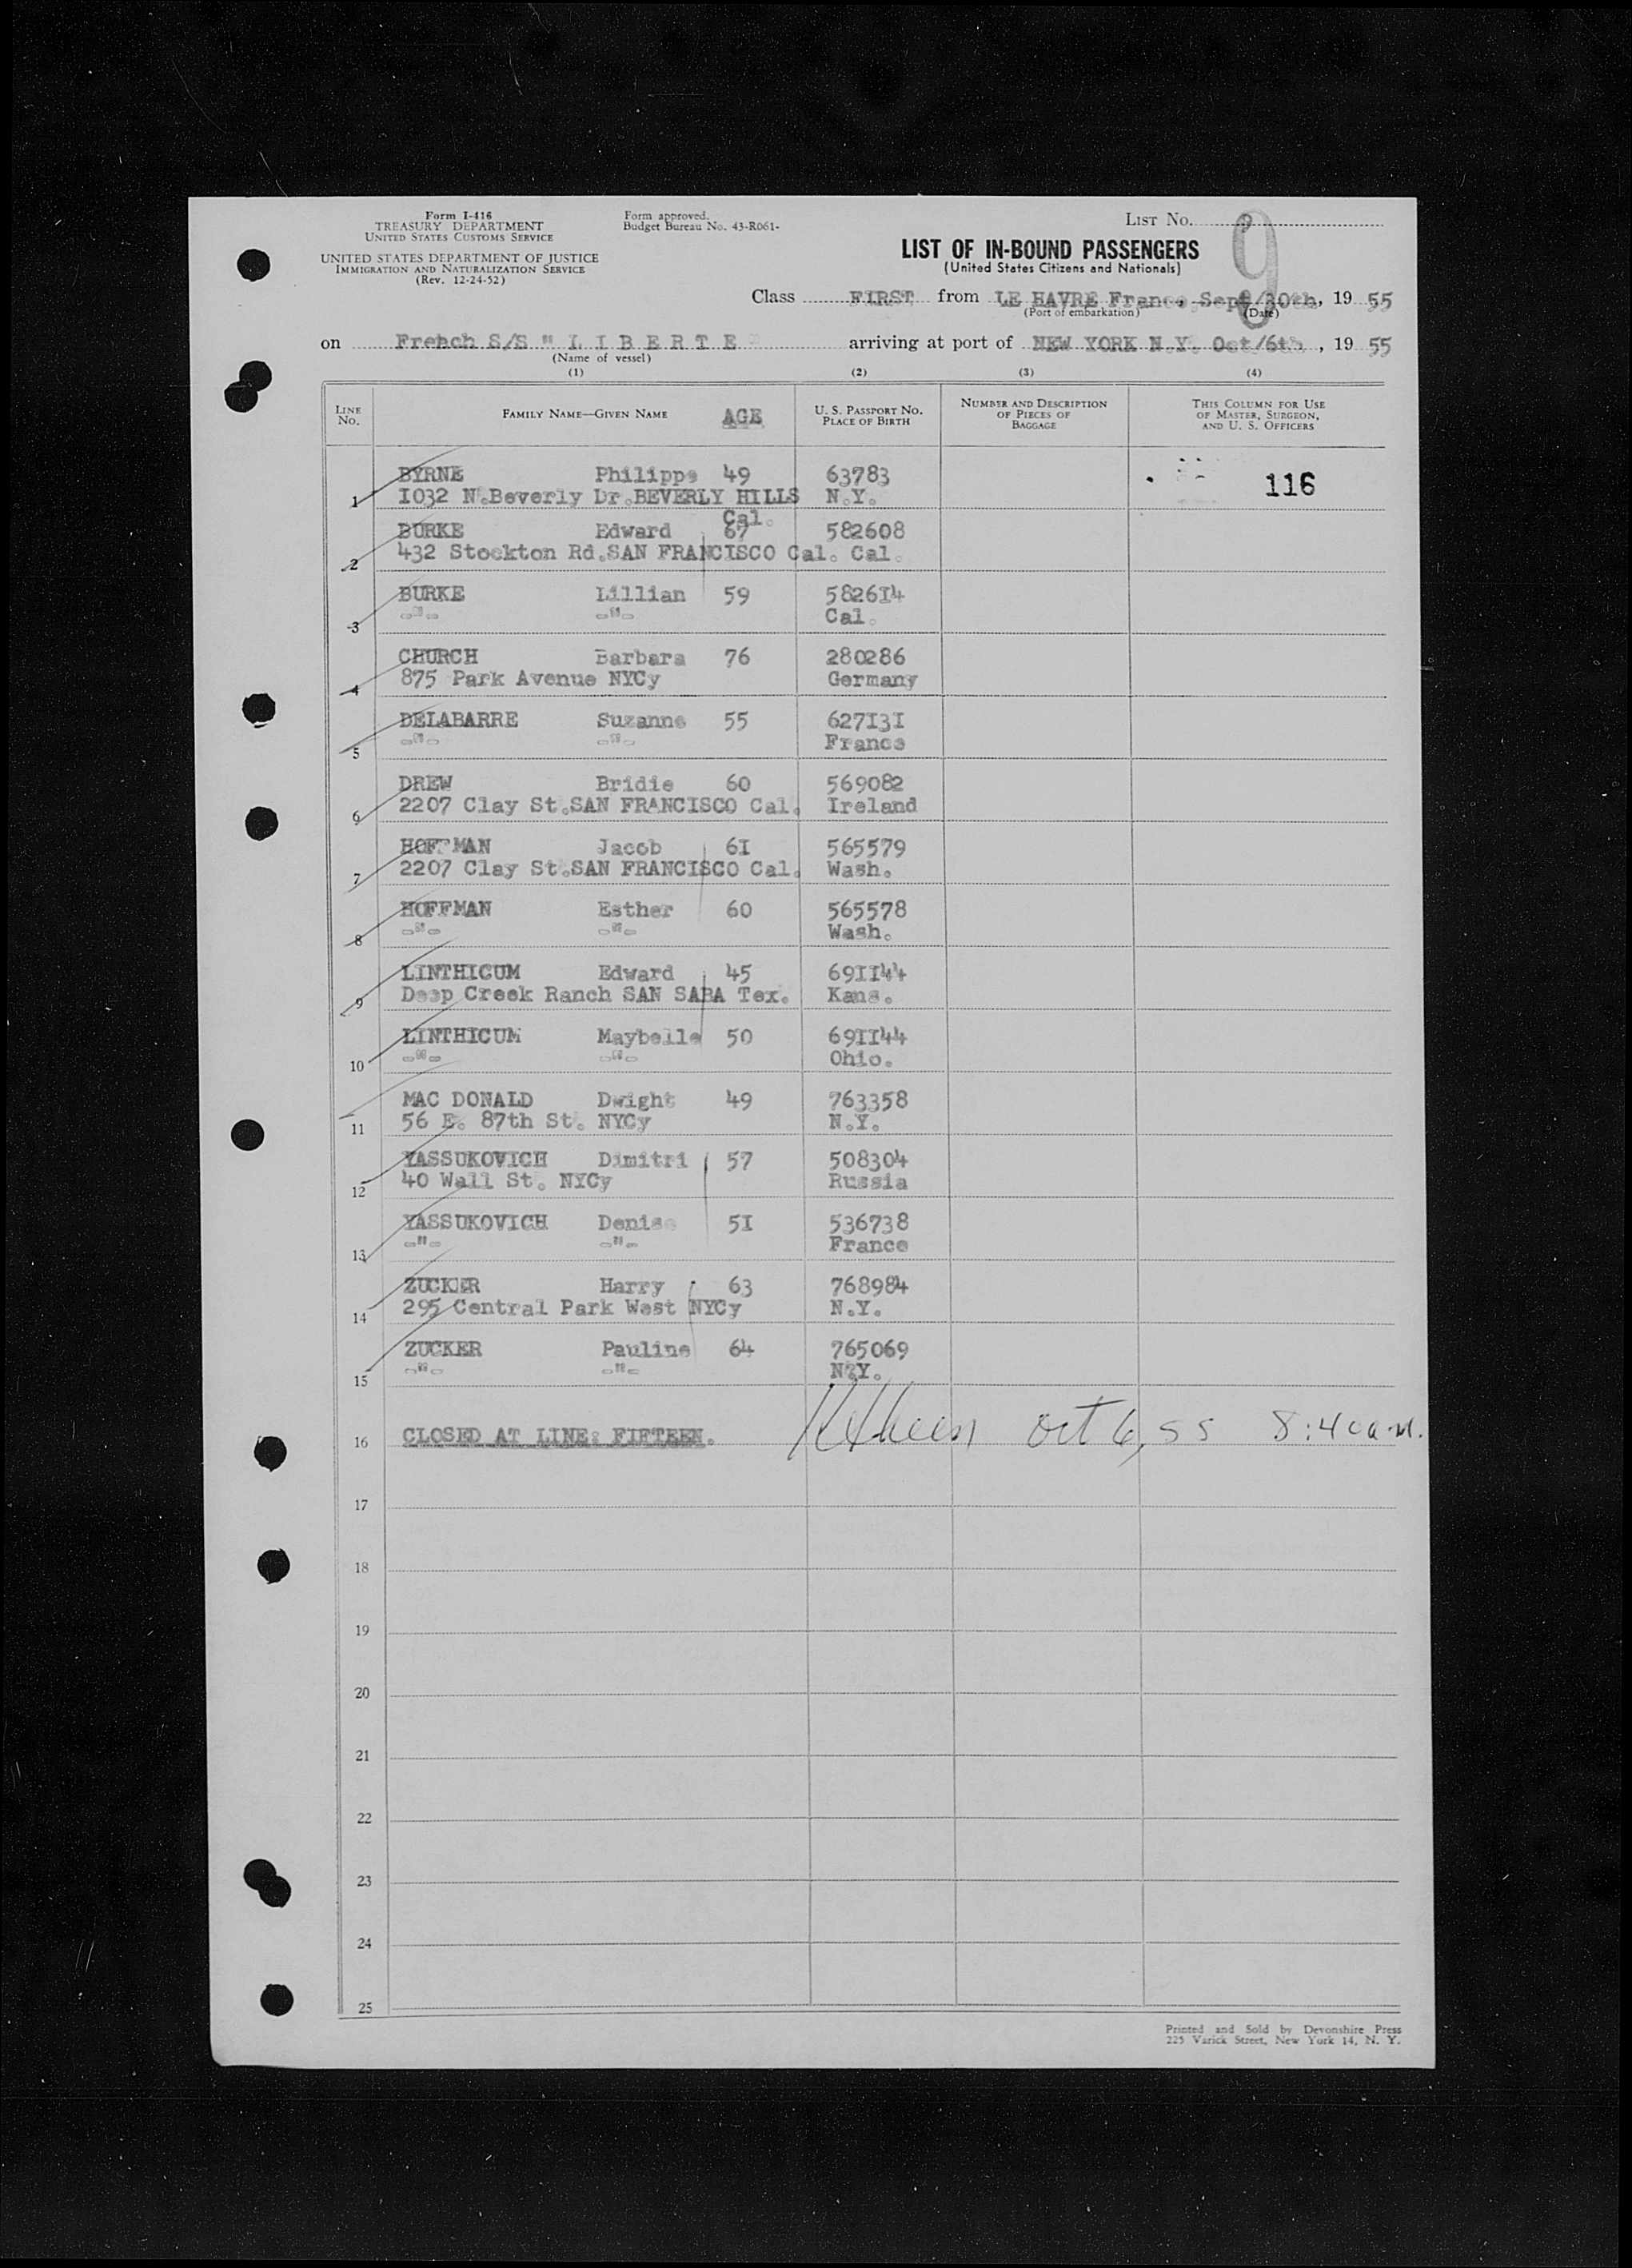 Form I-416
TREASURY DEPARTMENT
UNITED STATES CUSTOMS SERVICE
UNITED STATES DEPARTMENT OF JUSTICE
IMMIGRATION AND NATURALIZATION SERVICE
(Rev. 12-24-52)
Form approved.
Budget Bureau No. 43-R061-
LIST No. 9
9
LIST OF IN-BOUND PASSENGERS
(United States Citizens and Nationals)
Class FIRST from LE HAVRE France, Sept/30th, 19 55
(Port of embarkation) (Date)
on French S/S " L I B E R T E " arriving at port of NEW YORK N.Y. Oct/6th, 19 55
(Name of vessel)
(1) (2) (3) (4)
LINE No. FAMILY NAME—GIVEN NAME AGE U. S. PASSPORT NO. PLACE OF BIRTH NUMBER AND DESCRIPTION OF PIECES OF BAGGAGE THIS COLUMN FOR USE OF MASTER, SURGEON, AND U. S. OFFICERS
BYRNE Philippe 49 63783
1 1032 N.Beverly Dr.BEVERLY HILLS Cal. N.Y. 116
BURKE Edward 67 582608
2 432 Stockton Rd.SAN FRANCISCO Cal. Cal.
BURKE Lillian 59 582614
3 -"- -"- Cal.
CHURCH Barbara 76 280286
4 875 Park Avenue NYCy Germany
DELABARRE Suzanne 55 627131
5 -"- -"- France
DREW Bridie 60 569082
6 2207 Clay St.SAN FRANCISCO Cal. Ireland
HOFFMAN Jacob 61 565579
7 2207 Clay St.SAN FRANCISCO Cal. Wash.
HOFFMAN Esther 60 565578
8 -"- -"- Wash.
LINTHICUM Edward 45 691144
9 Deep Creek Ranch SAN SABA Tex. Kans.
LINTHICUM Maybelle 50 691144
10 -"- -"- Ohio.
MAC DONALD Dwight 49 763358
11 56 E. 87th St. NYCy N.Y.
YASSUKOVICH Dimitri 57 508304
12 40 Wall St. NYCy Russia
YASSUKOVICH Denise 51 536738
13 -"- -"- France
ZUCKER Harry 63 768984
14 295 Central Park West NYCy N.Y.
ZUCKER Pauline 64 765069
15 -"- -"- N.Y.
16 CLOSED AT LINE: FIFTEEN. Oct 6, 55 8:40 a.M.
17
18
19
20
21
22
23
24
25
Printed and Sold by Devonshire Press
225 Varick Street, New York 14, N. Y.